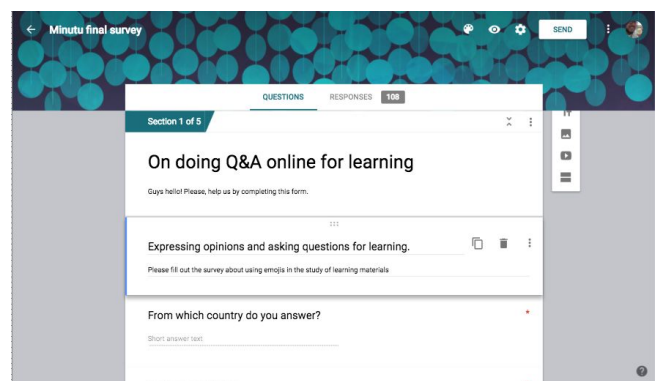 Minutu final survey
SEND
QUESTIONS RESPONSES 108
Section 1 of 5
On doing Q&A online for learning
Guys hello! Please, help us by completing this form.
Expressing opinions and asking questions for learning.
Please fill out the survey about using emojis in the study of learning materials
From which country do you answer? *
Short answer text